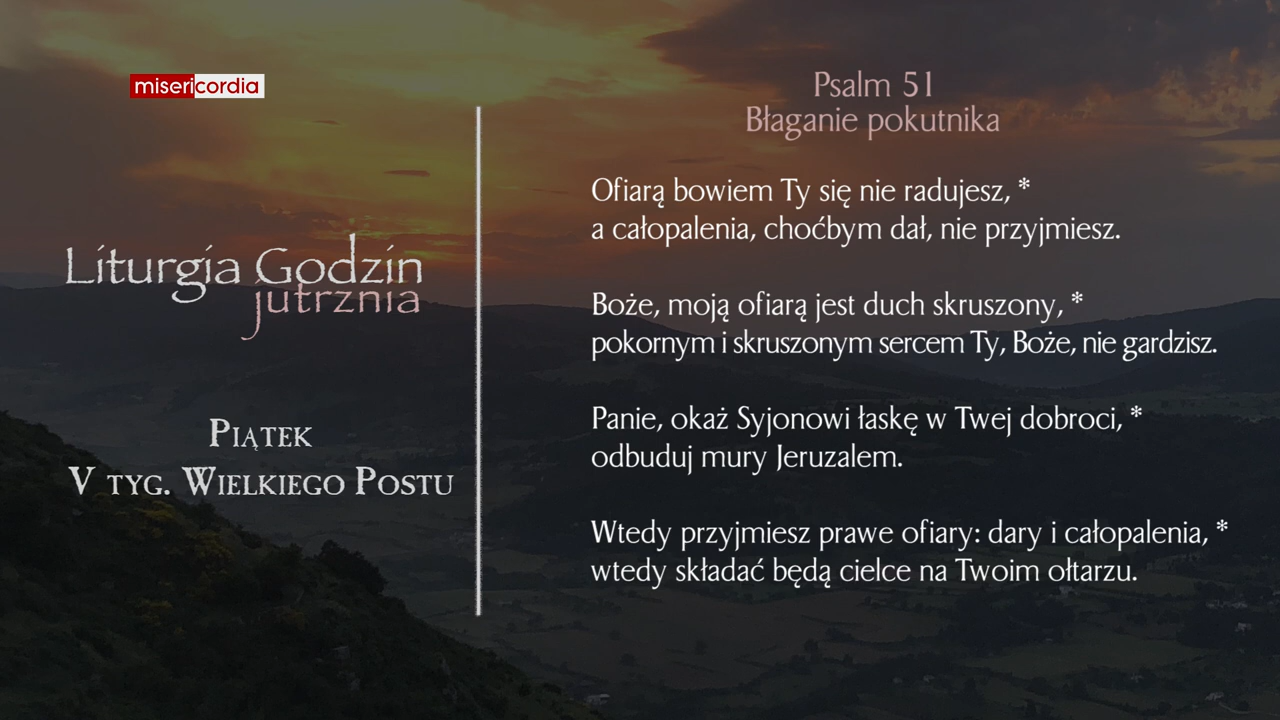 misericordia
Liturgia Godzin
jutrznia
Piątek
V tyg. Wielkiego Postu
Psalm 51
Błaganie pokutnika
Ofiarą bowiem Ty się nie radujesz, *
a całopalenia, choćbym dał, nie przyjmiesz.
Boże, moją ofiarą jest duch skruszony, *
pokornym i skruszonym sercem Ty, Boże, nie gardzisz.
Panie, okaż Syjonowi łaskę w Twej dobroci, *
odbuduj mury Jeruzalem.
Wtedy przyjmiesz prawe ofiary: dary i całopalenia, *
wtedy składać będą cielce na Twoim ołtarzu.